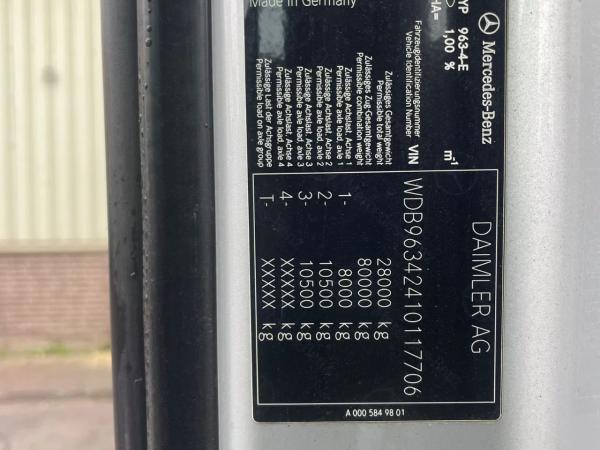 Mercedes-Benz
DAIMLER AG
TYP 963-4-E
HA= 1,00 % m-1
Made in Germany
Fahrzeugidentifizierungsnummer
Vehicle Identification Number VIN
WDB96342410117706
Zulässiges Gesamtgewicht
Permissible total weight 28000 kg
Zulässiges Zug Gesamtgewicht
Permissible combination weight 80000 kg
Zulässige Achslast, Achse 1
Permissible axle load, axle 1 1- 8000 kg
Zulässige Achslast, Achse 2
Permissible axle load, axle 2 2- 10500 kg
Zulässige Achslast, Achse 3
Permissible axle load, axle 3 3- 10500 kg
Zulässige Achslast, Achse 4
Permissible axle load, axle 4 4- XXXXX kg
Zulässige Last der Achsgruppe
Permissible load on axle group T- XXXXX kg
A 000 584 98 01